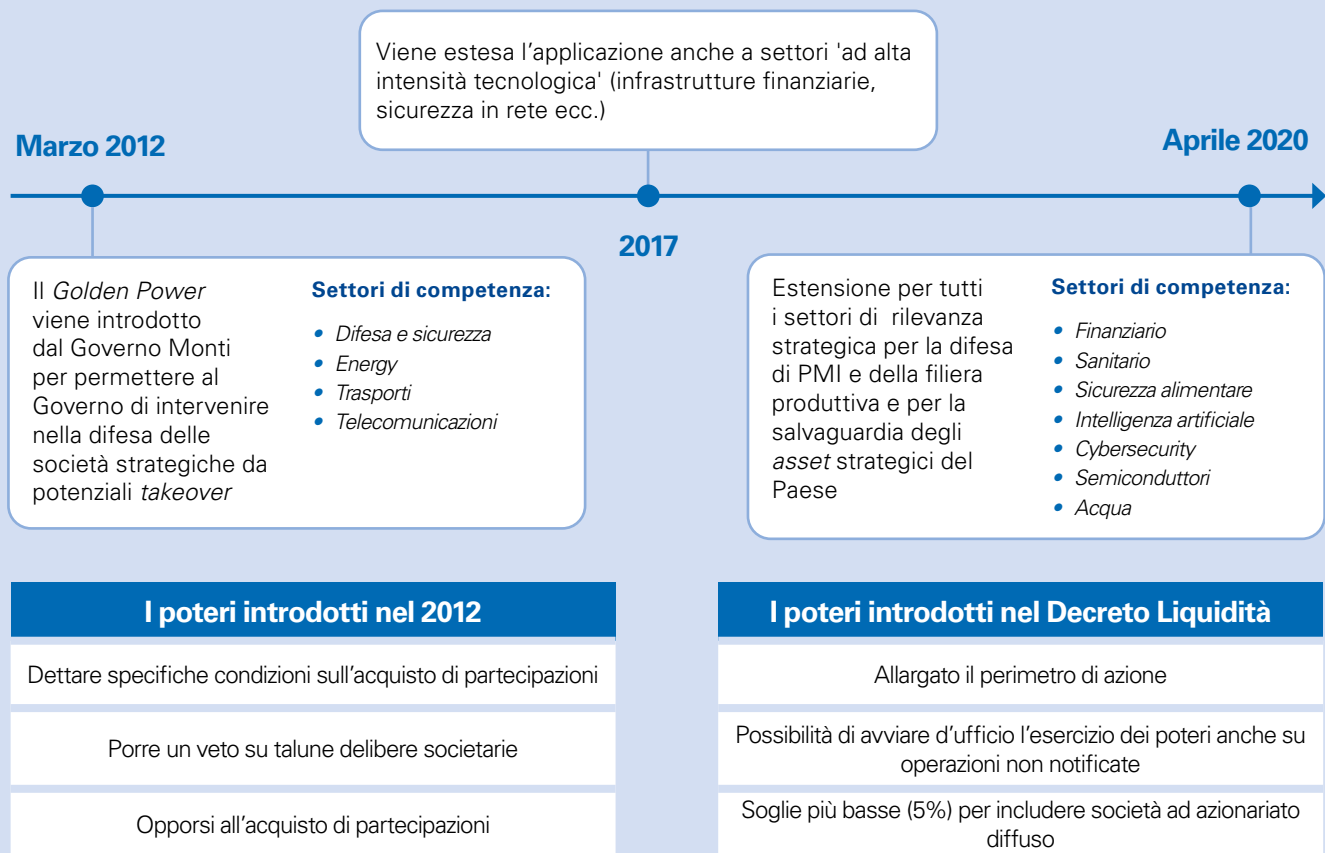 Viene estesa l'applicazione anche a settori 'ad alta
intensità tecnologica' (infrastrutture finanziarie,
sicurezza in rete ecc.)
Marzo 2012
Aprile 2020
2017
Il Golden Power
viene introdotto
dal Governo Monti
per permettere al
Governo di intervenire
nella difesa delle
società strategiche da
potenziali takeover
Settori di competenza:
• Difesa e sicurezza
• Energy
• Trasporti
• Telecomunicazioni
Estensione per tutti
i settori di rilevanza
strategica per la difesa
di PMI e della filiera
produttiva e per la
salvaguardia degli
asset strategici del
Paese
Settori di competenza:
• Finanziario
• Sanitario
• Sicurezza alimentare
• Intelligenza artificiale
• Cybersecurity
• Semiconduttori
• Acqua
I poteri introdotti nel 2012
Dettare specifiche condizioni sull'acquisto di partecipazioni
Porre un veto su talune delibere societarie
Opporsi all'acquisto di partecipazioni
I poteri introdotti nel Decreto Liquidità
Allargato il perimetro di azione
Possibilità di avviare d'ufficio l'esercizio dei poteri anche su
operazioni non notificate
Soglie più basse (5%) per includere società ad azionariato
diffuso